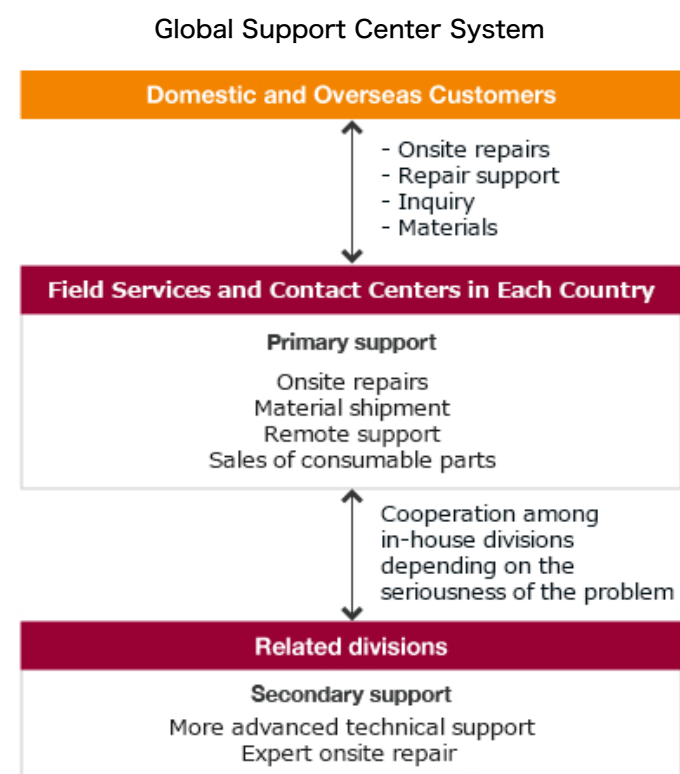 Global Support Center System
Domestic and Overseas Customers
- Onsite repairs
- Repair support
- Inquiry
- Materials
Field Services and Contact Centers in Each Country
Primary support
Onsite repairs
Material shipment
Remote support
Sales of consumable parts
Cooperation among
in-house divisions
depending on the
seriousness of the problem
Related divisions
Secondary support
More advanced technical support
Expert onsite repair